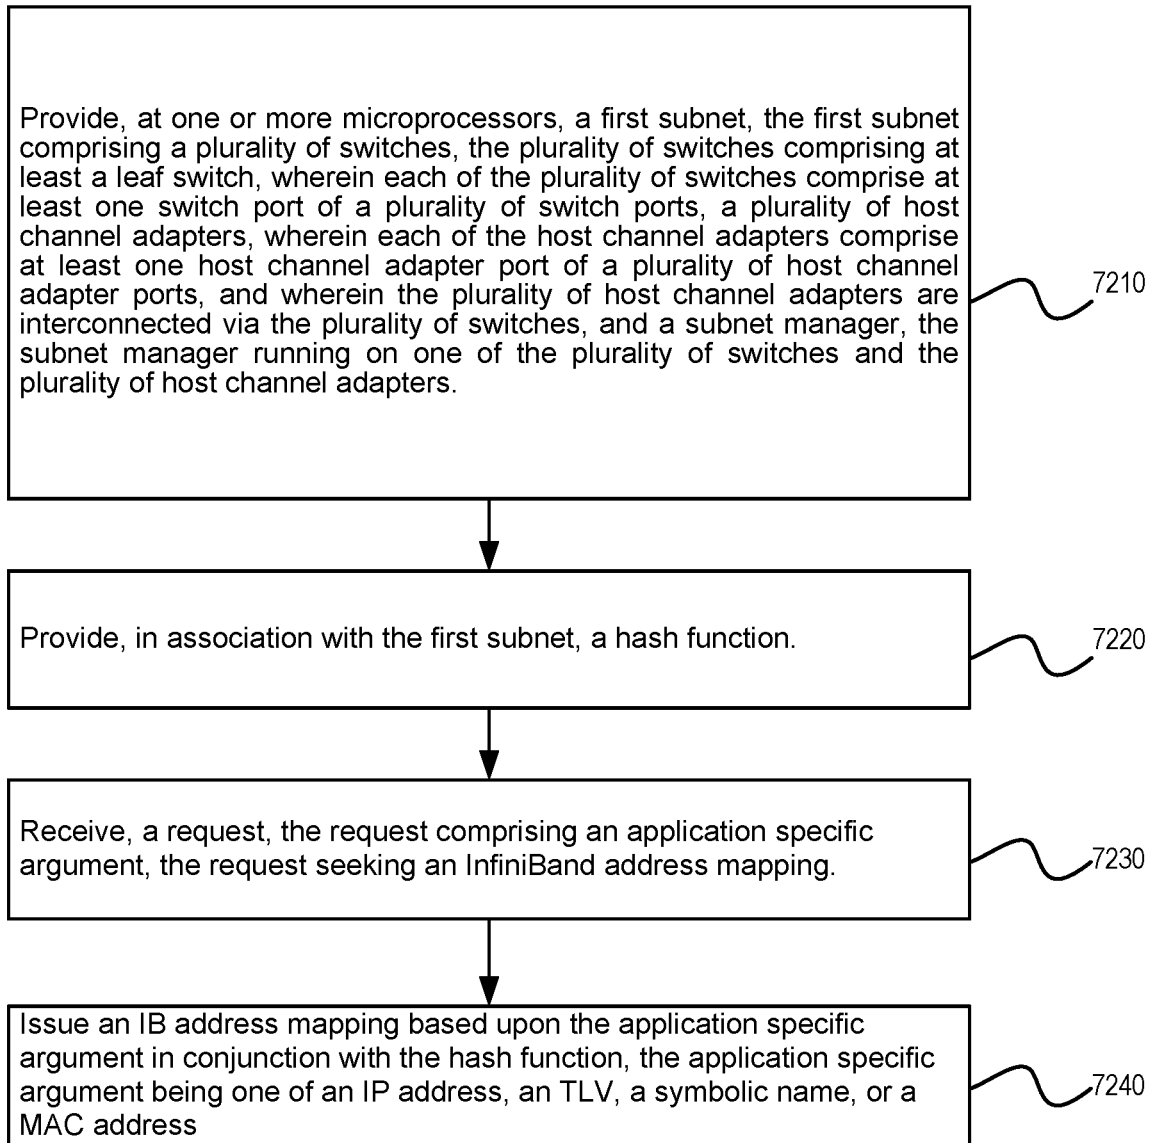 Provide, at one or more microprocessors, a first subnet, the first subnet
comprising a plurality of switches, the plurality of switches comprising at
least a leaf switch, wherein each of the plurality of switches comprise at
least one switch port of a plurality of switch ports, a plurality of host
channel adapters, wherein each of the host channel adapters comprise
at least one host channel adapter port of a plurality of host channel
adapter ports, and wherein the plurality of host channel adapters are
interconnected via the plurality of switches, and a subnet manager, the
subnet manager running on one of the plurality of switches and the
plurality of host channel adapters.
7210
Provide, in association with the first subnet, a hash function.
7220
Receive, a request, the request comprising an application specific
argument, the request seeking an InfiniBand address mapping.
7230
Issue an IB address mapping based upon the application specific
argument in conjunction with the hash function, the application specific
argument being one of an IP address, an TLV, a symbolic name, or a
MAC address
7240